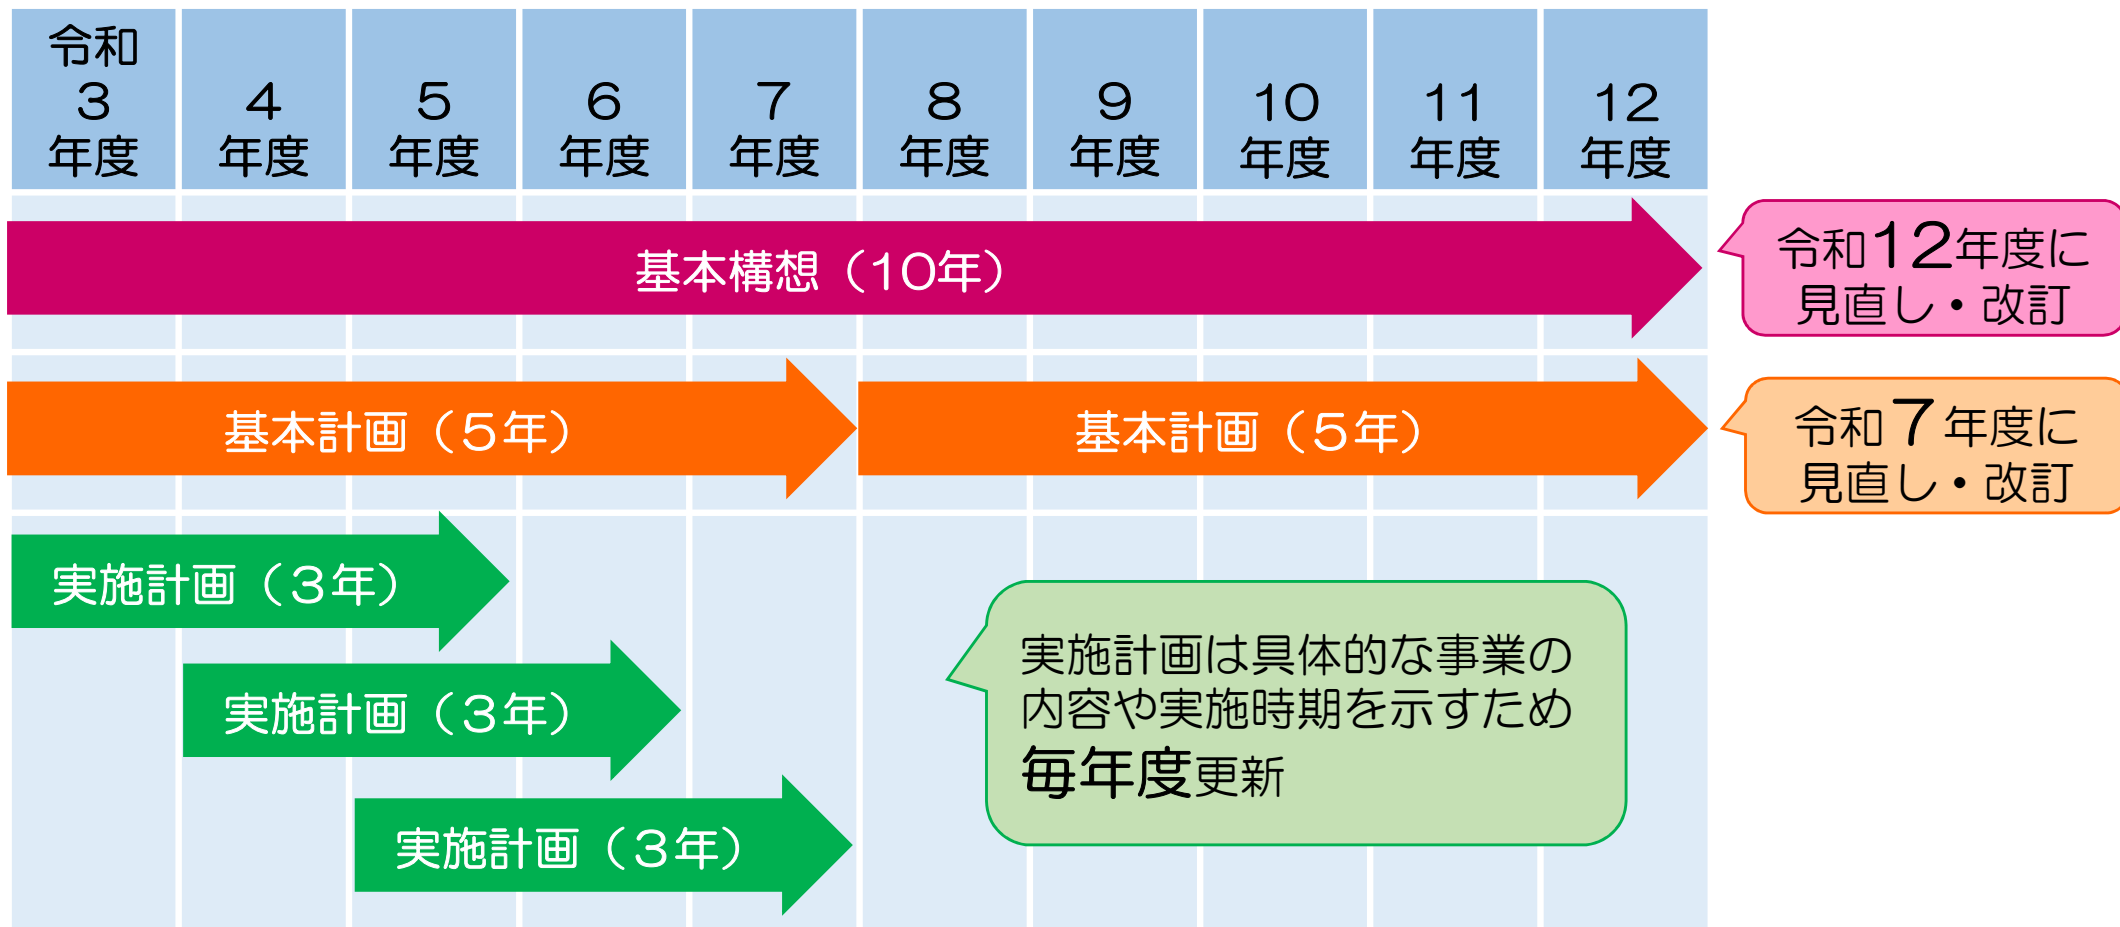 令和
3
年度
4
年度
5
年度
6
年度
7
年度
8
年度
9
年度
10
年度
11
年度
12
年度
基本構想（10年）
令和12年度に
見直し・改訂
基本計画（5年）
基本計画（5年）
令和7年度に
見直し・改訂
実施計画（3年）
実施計画（3年）
実施計画（3年）
実施計画は具体的な事業の
内容や実施時期を示すため
毎年度更新